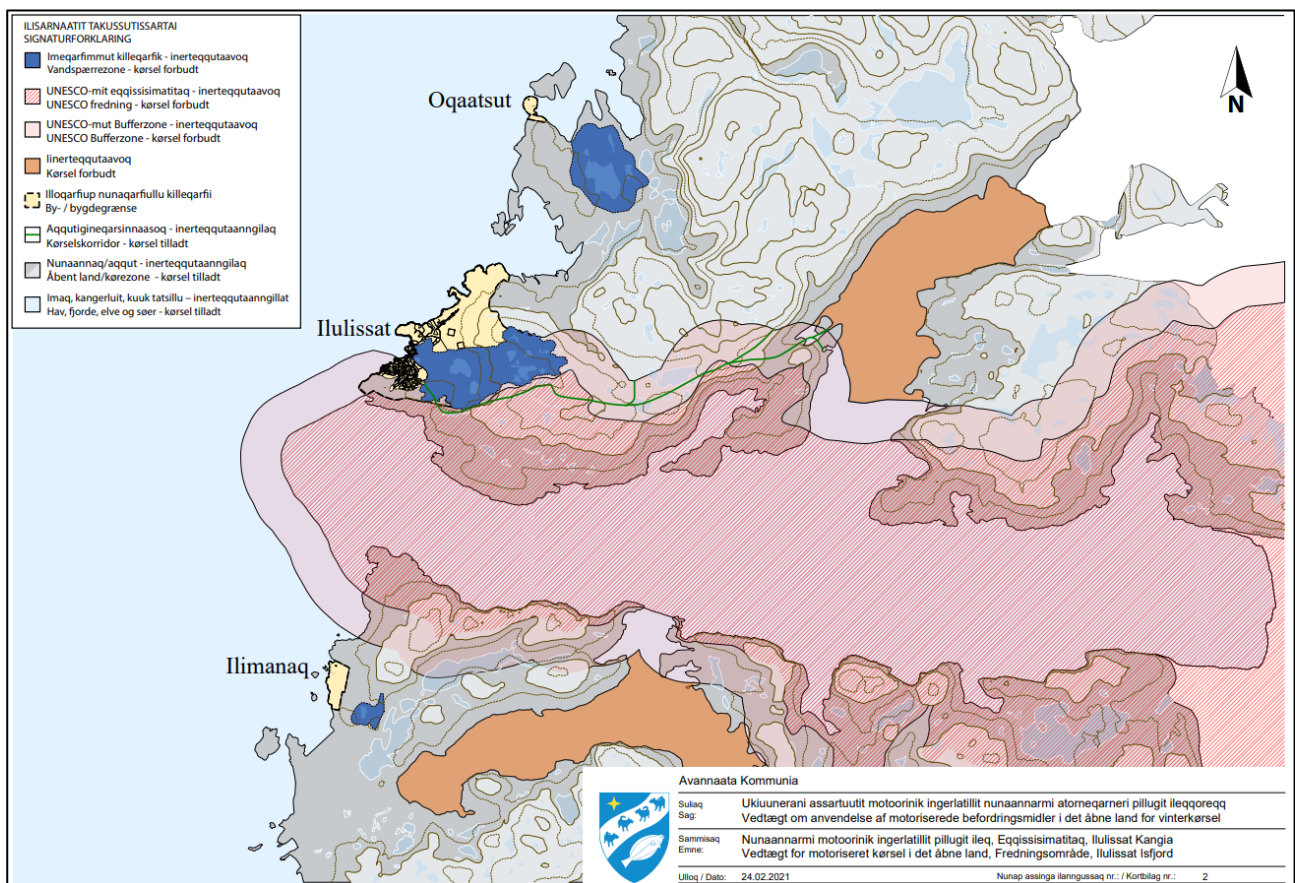 ILISARNAATIT TAKUSSUTISSARTAI
SIGNATURFORKLARING
Imeqarfimmut killeqarfik - inerteqqutaavoq
Vandspærrezone - kørsel forbudt
UNESCO-mit eqqissisimatitaq - inerteqqutaavoq
UNESCO fredning - kørsel forbudt
UNESCO-mut Bufferzone - inerteqqutaavoq
UNESCO Bufferzone - kørsel forbudt
Iinerteqqutaavoq
Kørsel forbudt
Illoqarfiup nunaqarfiullu killeqarfii
By- / bygdegrænse
Aqqutigineqarsinnaasoq - inerteqqutaanngilaq
Kørselskorridor - kørsel tilladt
Nunaannaq/aqqut - inerteqqutaanngilaq
Åbent land/kørezone - kørsel tilladt
Imaq, kangerluit, kuuk tatsillu – inerteqqutaanngillat
Hav, fjorde, elve og søer - kørsel tilladt
N
Oqaatsut
Ilulissat
Ilimanaq
Avannaata Kommunia
Suliaq Ukiuunerani assartuutit motoorinik ingerlatillit nunaannarmi atorneqarneri pillugit ileqqoreqq
Sag: Vedtægt om anvendelse af motoriserede befordringsmidler i det åbne land for vinterkørsel
Sammisaq Nunaannarmi motoorinik ingerlatillit pillugit ileq, Eqqissisimatitaq, Ilulissat Kangia
Emne: Vedtægt for motoriseret kørsel i det åbne land, Fredningsområde, Ilulissat Isfjord
Ulloq / Dato: 24.02.2021 Nunap assinga ilanngussaq nr.: / Kortbilag nr.: 2